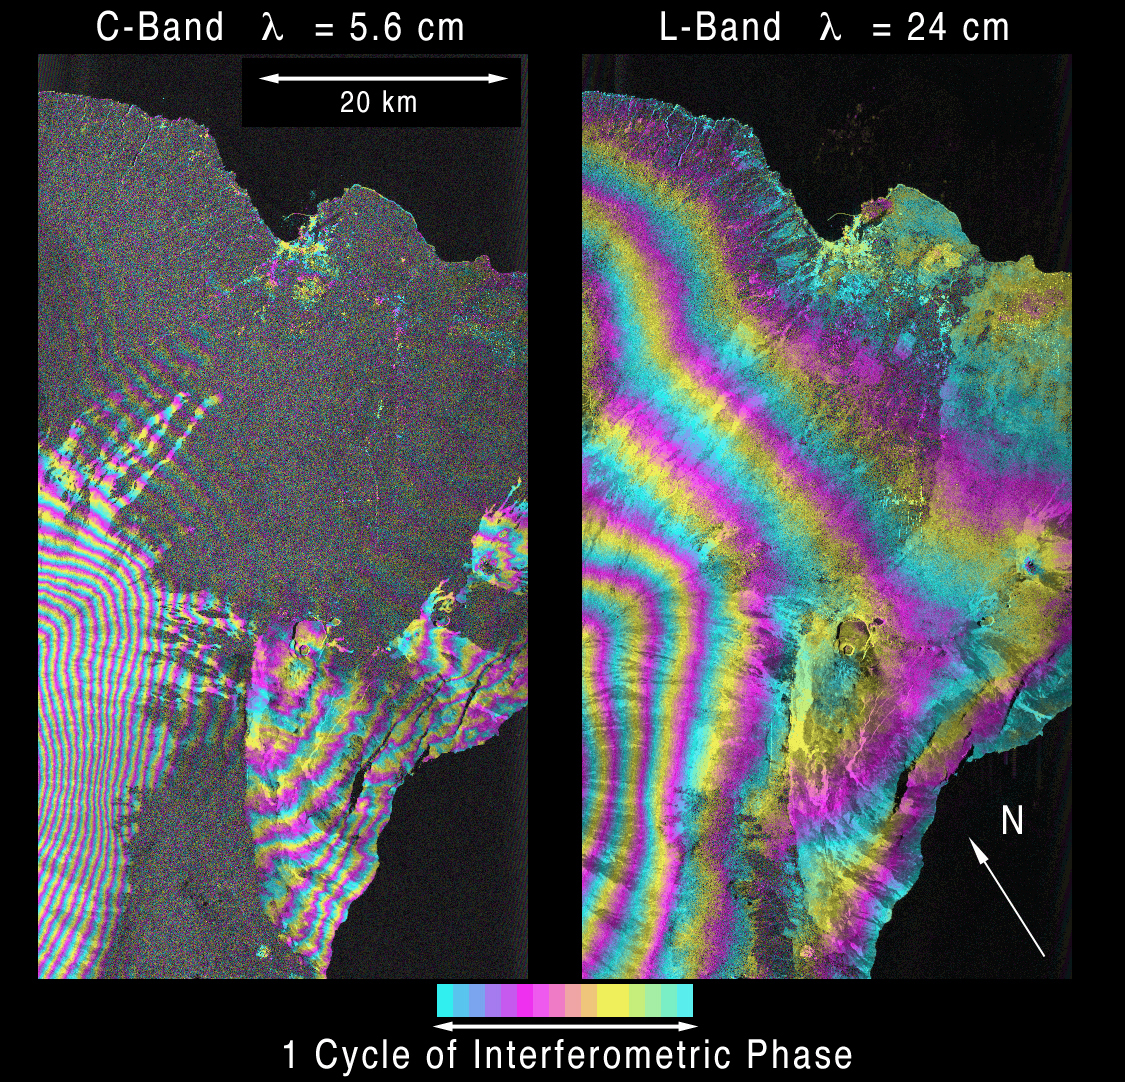 C-Band λ = 5.6 cm
L-Band λ = 24 cm
20 km
N
1 Cycle of Interferometric Phase